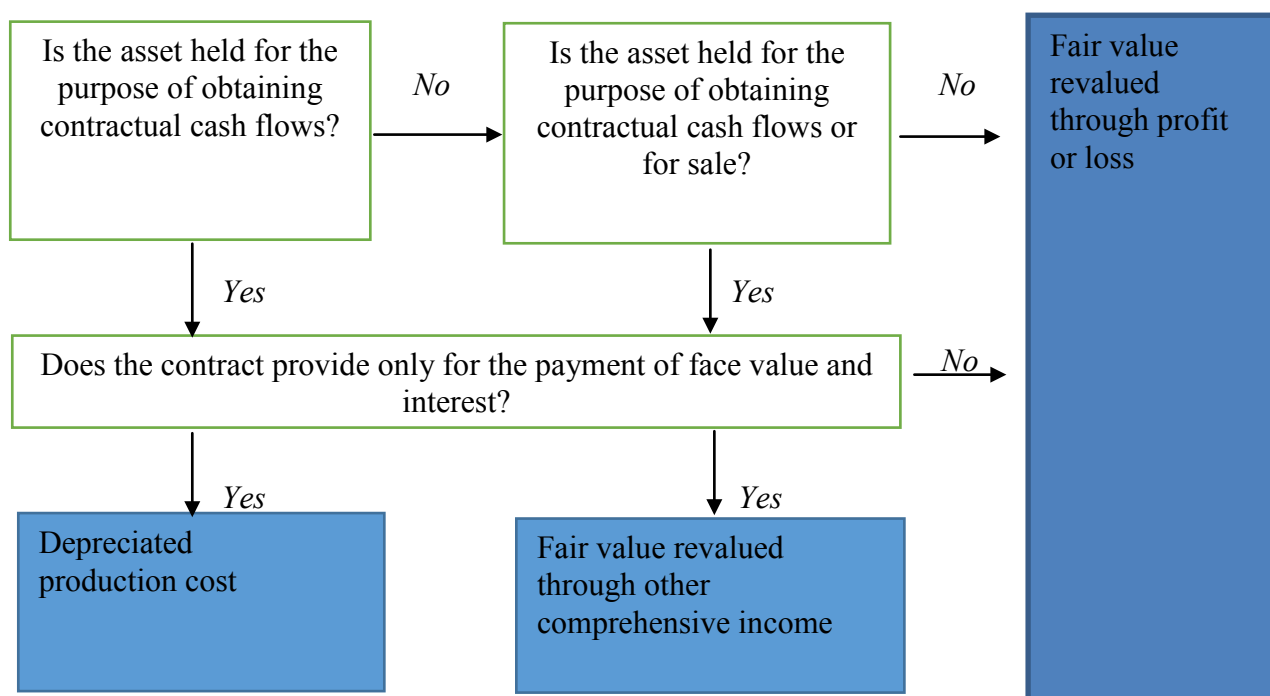 Is the asset held for the
purpose of obtaining
contractual cash flows?
No
Is the asset held for the
purpose of obtaining
contractual cash flows or
for sale?
No
Fair value
revalued
through profit
or loss
Yes
Yes
Does the contract provide only for the payment of face value and
interest?
No
Yes
Yes
Depreciated
production cost
Fair value revalued
through other
comprehensive income